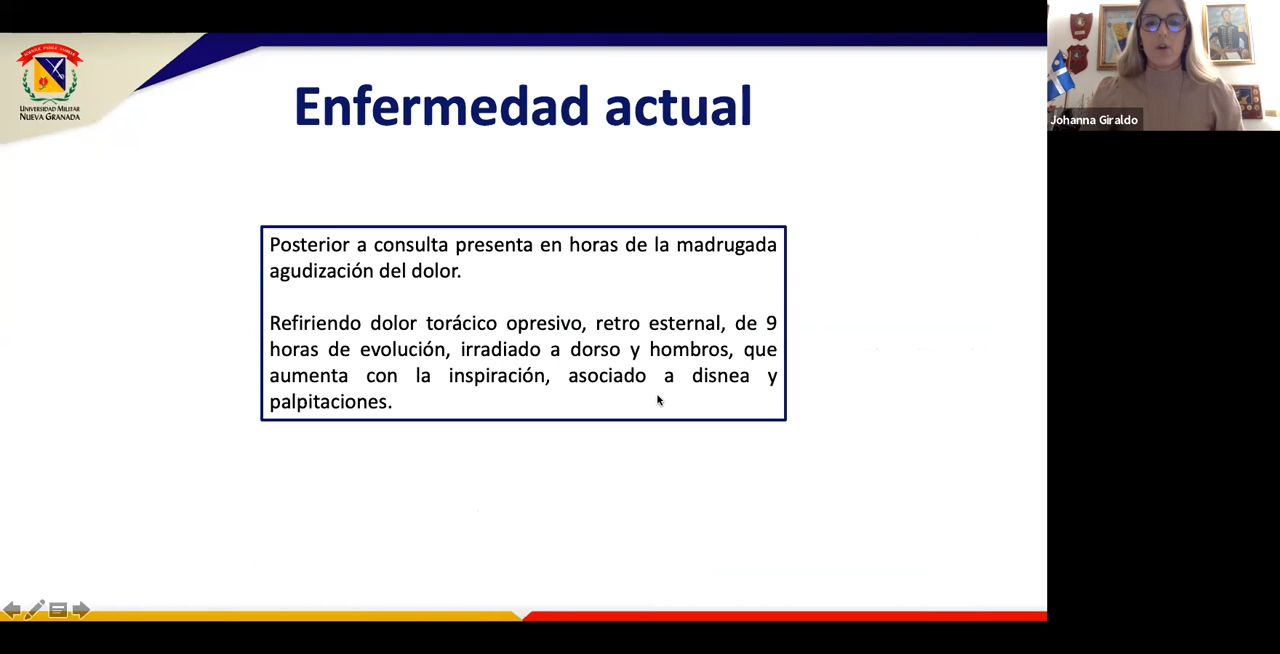 UNIVERSIDAD MILITAR
NUEVA GRANADA
Enfermedad actual
Posterior a consulta presenta en horas de la madrugada
agudización del dolor.
Refiriendo dolor torácico opresivo, retro esternal, de 9
horas de evolución, irradiado a dorso y hombros, que
aumenta con la inspiración, asociado a disnea y
palpitaciones.
Johanna Giraldo